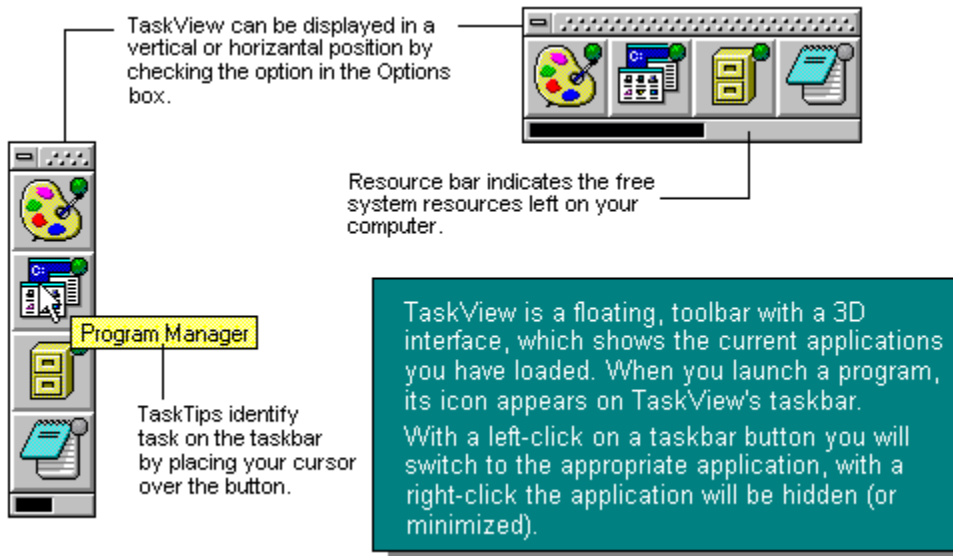 TaskView can be displayed in a
vertical or horizantal position by
checking the option in the Options
box.
C:
Resource bar indicates the free
system resources left on your
computer.
C:
Program Manager
TaskTips identify
task on the taskbar
by placing your cursor
over the button.
TaskView is a floating, toolbar with a 3D
interface, which shows the current applications
you have loaded. When you launch a program,
its icon appears on TaskView's taskbar.
With a left-click on a taskbar button you will
switch to the appropriate application, with a
right-click the application will be hidden (or
minimized).